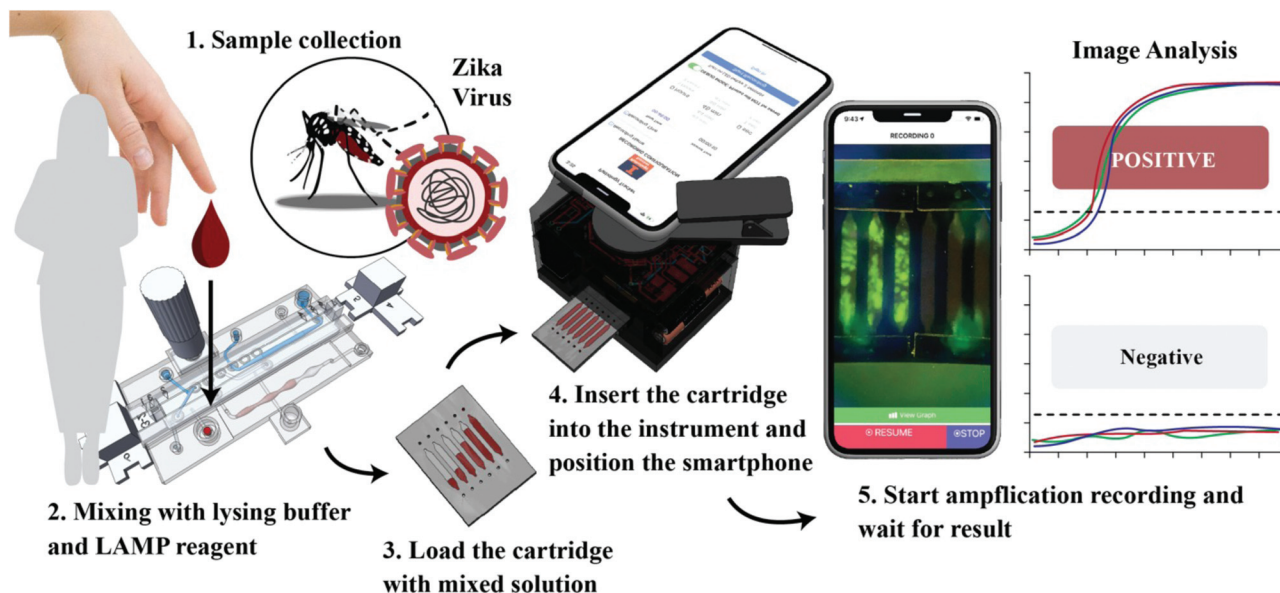 1. Sample collection
Zika
Virus
2. Mixing with lysing buffer
and LAMP reagent
3. Load the cartridge
with mixed solution
4. Insert the cartridge
into the instrument and
position the smartphone
9:43
RECORDING 0
View Graph
RESUME
STOP
5. Start ampflication recording and
wait for result
Image Analysis
POSITIVE
Negative